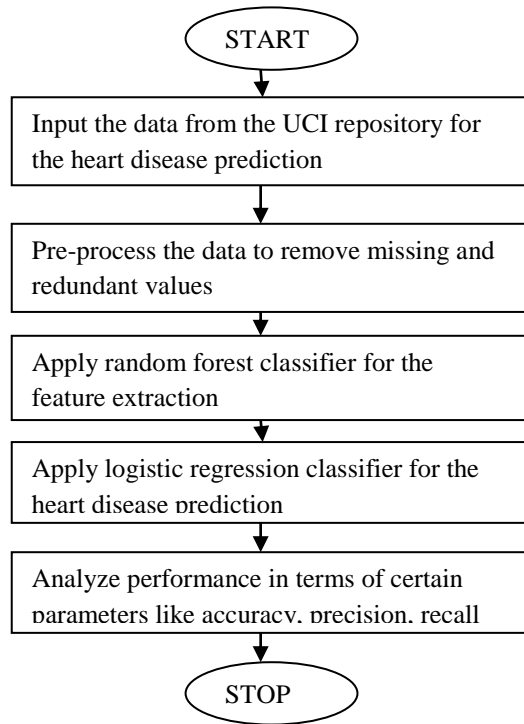 START
Input the data from the UCI repository for
the heart disease prediction
Pre-process the data to remove missing and
redundant values
Apply random forest classifier for the
feature extraction
Apply logistic regression classifier for the
heart disease prediction
Analyze performance in terms of certain
parameters like accuracy, precision, recall
STOP